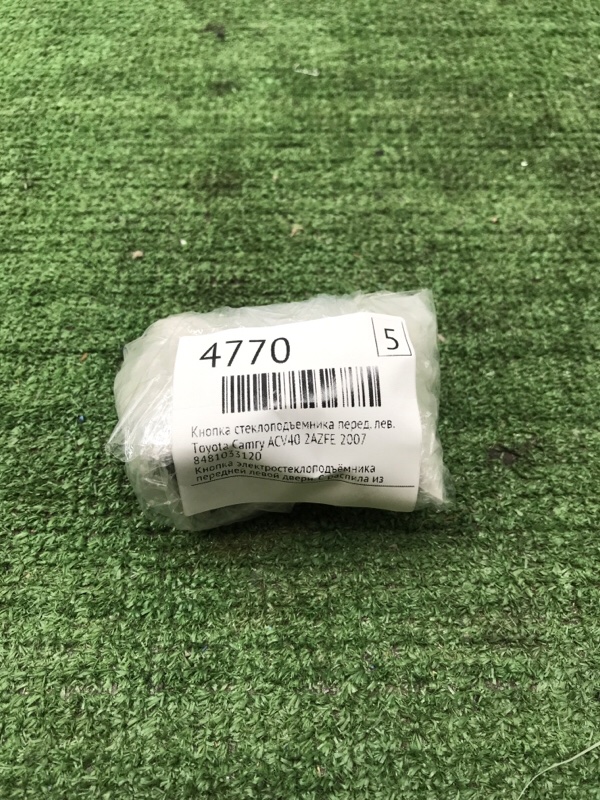 4770
5
Кнопка стеклоподъемника перед. лев.
Toyota Camry ACV40 2AZFE 2007
8481033120
Кнопка электростеклоподъёмника
передней левой двери. С распила из